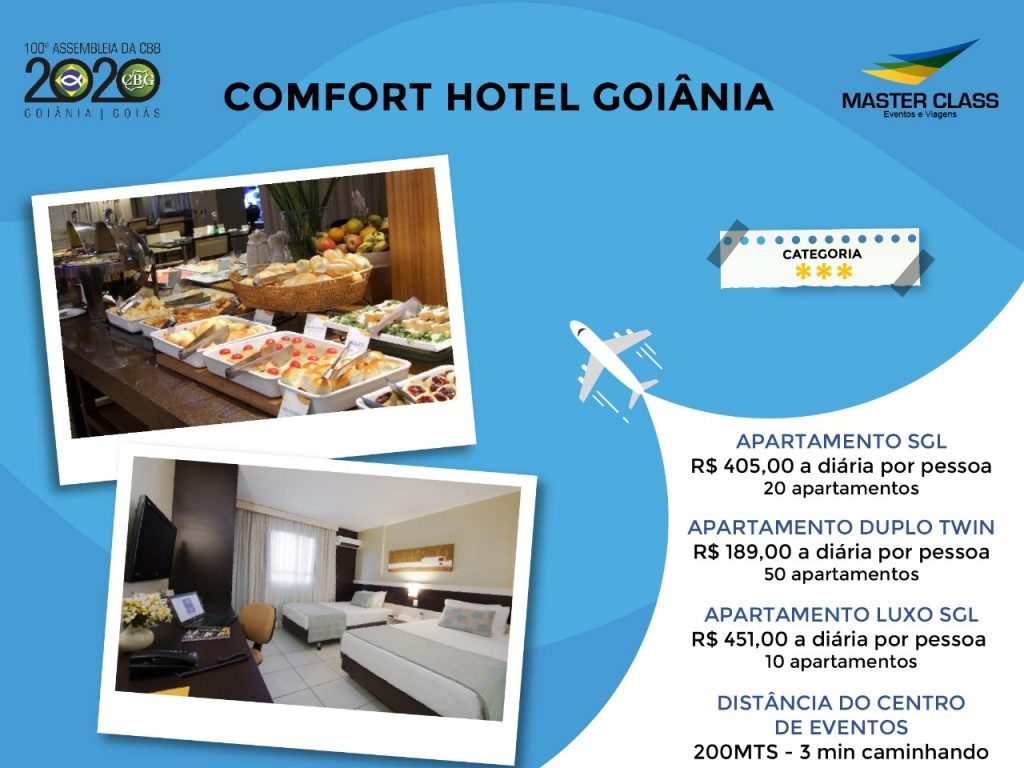 100ª ASSEMBLEIA DA CBB
2020
CBG
GOIÂNIA | GOIÁS
COMFORT HOTEL GOIÂNIA
MASTER CLASS
Eventos e Viagens
CATEGORIA
***
APARTAMENTO SGL
R$ 405,00 a diária por pessoa
20 apartamentos
APARTAMENTO DUPLO TWIN
R$ 189,00 a diária por pessoa
50 apartamentos
APARTAMENTO LUXO SGL
R$ 451,00 a diária por pessoa
10 apartamentos
DISTÂNCIA DO CENTRO
DE EVENTOS
200MTS - 3 min caminhando